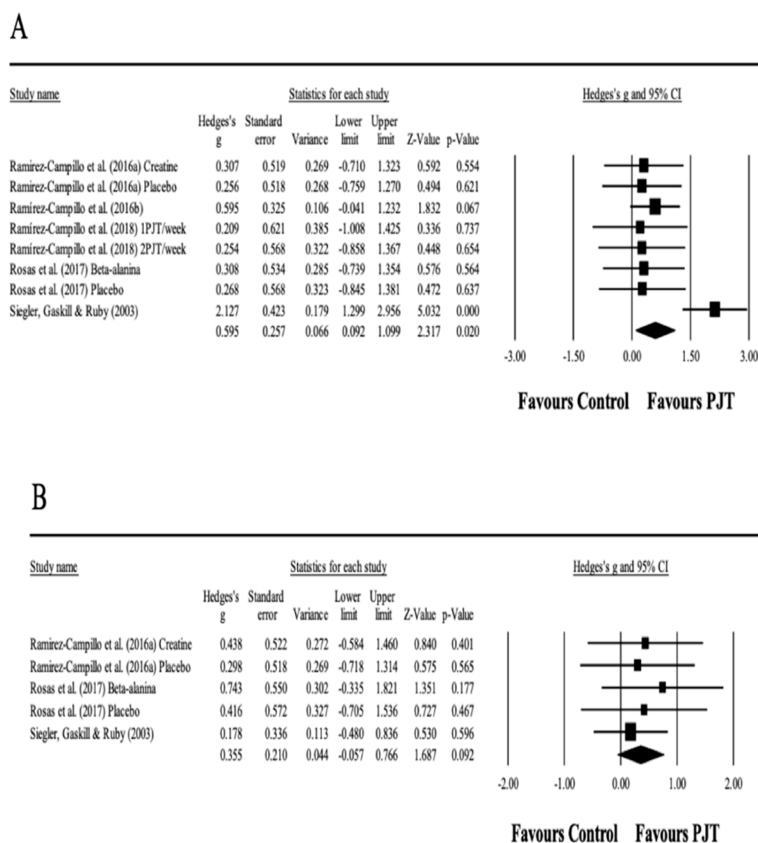 A
Study name Statistics for each study Hedges's g and 95% CI
Hedges's Standard Lower Upper
g error Variance limit limit Z-Value p-Value
Ramirez-Campillo et al. (2016a) Creatine 0.307 0.519 0.269 -0.710 1.323 0.592 0.554
Ramirez-Campillo et al. (2016a) Placebo 0.256 0.518 0.268 -0.759 1.270 0.494 0.621
Ramírez-Campillo et al. (2016b) 0.595 0.325 0.106 -0.041 1.232 1.832 0.067
Ramírez-Campillo et al. (2018) 1PJT/week 0.209 0.621 0.385 -1.008 1.425 0.336 0.737
Ramírez-Campillo et al. (2018) 2PJT/week 0.254 0.568 0.322 -0.858 1.367 0.448 0.654
Rosas et al. (2017) Beta-alanina 0.308 0.534 0.285 -0.739 1.354 0.576 0.564
Rosas et al. (2017) Placebo 0.268 0.568 0.323 -0.845 1.381 0.472 0.637
Siegler, Gaskill & Ruby (2003) 2.127 0.423 0.179 1.299 2.956 5.032 0.000
0.595 0.257 0.066 0.092 1.099 2.317 0.020
-3.00 -1.50 0.00 1.50 3.00
Favours Control Favours PJT
B
Study name Statistics for each study Hedges's g and 95% CI
Hedges's Standard Lower Upper
g error Variance limit limit Z-Value p-Value
Ramirez-Campillo et al. (2016a) Creatine 0.438 0.522 0.272 -0.584 1.460 0.840 0.401
Ramirez-Campillo et al. (2016a) Placebo 0.298 0.518 0.269 -0.718 1.314 0.575 0.565
Rosas et al. (2017) Beta-alanina 0.743 0.550 0.302 -0.335 1.821 1.351 0.177
Rosas et al. (2017) Placebo 0.416 0.572 0.327 -0.705 1.536 0.727 0.467
Siegler, Gaskill & Ruby (2003) 0.178 0.336 0.113 -0.480 0.836 0.530 0.596
0.355 0.210 0.044 -0.057 0.766 1.687 0.092
-2.00 -1.00 0.00 1.00 2.00
Favours Control Favours PJT